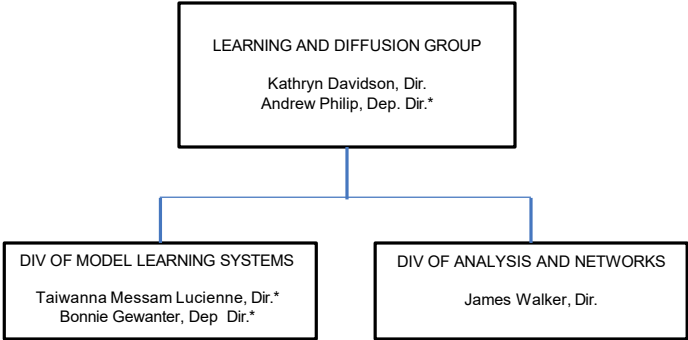 LEARNING AND DIFFUSION GROUP
Kathryn Davidson, Dir.
Andrew Philip, Dep. Dir.*
DIV OF MODEL LEARNING SYSTEMS
Taiwanna Messam Lucienne, Dir.*
Bonnie Gewanter, Dep  Dir.*
DIV OF ANALYSIS AND NETWORKS
James Walker, Dir.